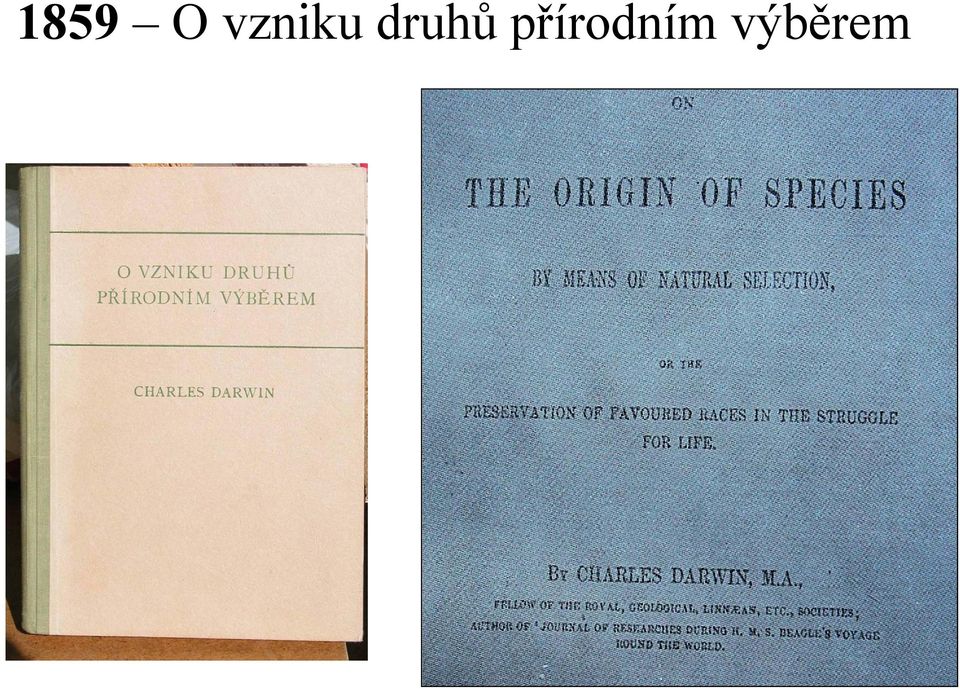 1859 – O vzniku druhů přírodním výběrem
O VZNIKU DRUHŮ
PŘÍRODNÍM VÝBĚREM
CHARLES DARWIN
ON
THE ORIGIN OF SPECIES
BY MEANS OF NATURAL SELECTION,
OR THE
PRESERVATION OF FAVOURED RACES IN THE STRUGGLE
FOR LIFE.
BY CHARLES DARWIN, M.A.,
FELLOW OF THE ROYAL, GEOLOGICAL, LINNÆAN, ETC., SOCIETIES;
AUTHOR OF 'JOURNAL OF RESEARCHES DURING H. M. S. BEAGLE'S VOYAGE
ROUND THE WORLD.